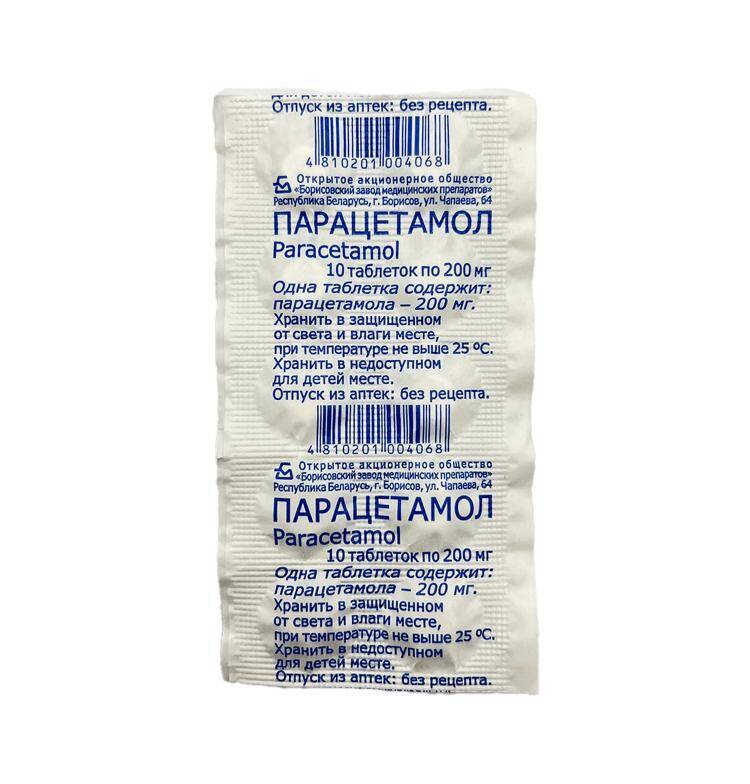 Отпуск из аптек: без рецепта.
4 810201 004068
Открытое акционерное общество
«Борисовский завод медицинских препаратов»
Республика Беларусь, г. Борисов, ул. Чапаева, 64
ПАРАЦЕТАМОЛ
Paracetamol
10 таблеток по 200 мг
Одна таблетка содержит:
парацетамола – 200 мг.
Хранить в защищенном
от света и влаги месте,
при температуре не выше 25 ºС.
Хранить в недоступном
для детей месте.
Отпуск из аптек: без рецепта.
4 810201 004068
Открытое акционерное общество
«Борисовский завод медицинских препаратов»
Республика Беларусь, г. Борисов, ул. Чапаева, 64
ПАРАЦЕТАМОЛ
Paracetamol
10 таблеток по 200 мг
Одна таблетка содержит:
парацетамола – 200 мг.
Хранить в защищенном
от света и влаги месте,
при температуре не выше 25 ºС.
Хранить в недоступном
для детей месте.
Отпуск из аптек: без рецепта.